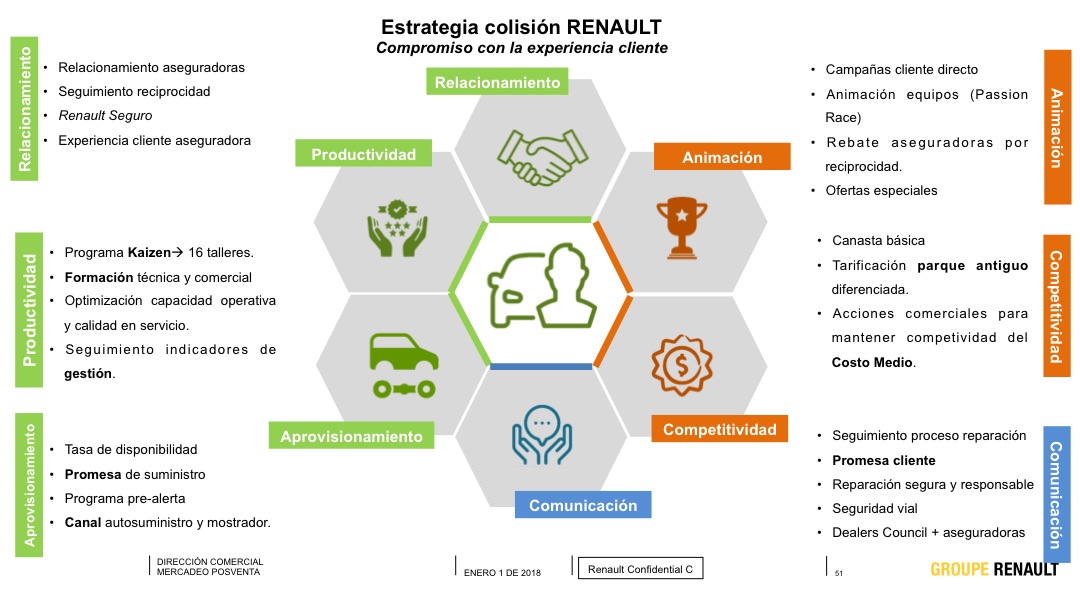 Estrategia colisión RENAULT
Compromiso con la experiencia cliente
Relacionamiento
• Relacionamiento aseguradoras
• Seguimiento reciprocidad
• Renault Seguro
• Experiencia cliente aseguradora
Productividad
• Programa Kaizen→ 16 talleres.
• Formación técnica y comercial
• Optimización capacidad operativa
y calidad en servicio.
• Seguimiento indicadores de
gestión.
Aprovisionamiento
• Tasa de disponibilidad
• Promesa de suministro
• Programa pre-alerta
• Canal autosuministro y mostrador.
Relacionamiento
Productividad
Animación
Aprovisionamiento
Competitividad
Comunicación
$
Animación
• Campañas cliente directo
• Animación equipos (Passion
Race)
• Rebate aseguradoras por
reciprocidad.
• Ofertas especiales
Competitividad
• Canasta básica
• Tarificación parque antiguo
diferenciada.
• Acciones comerciales para
mantener competividad del
Costo Medio.
Comunicación
• Seguimiento proceso reparación
• Promesa cliente
• Reparación segura y responsable
• Seguridad vial
• Dealers Council + aseguradoras
DIRECCIÓN COMERCIAL
MERCADEO POSVENTA
ENERO 1 DE 2018
Renault Confidential C
51
GROUPE RENAULT